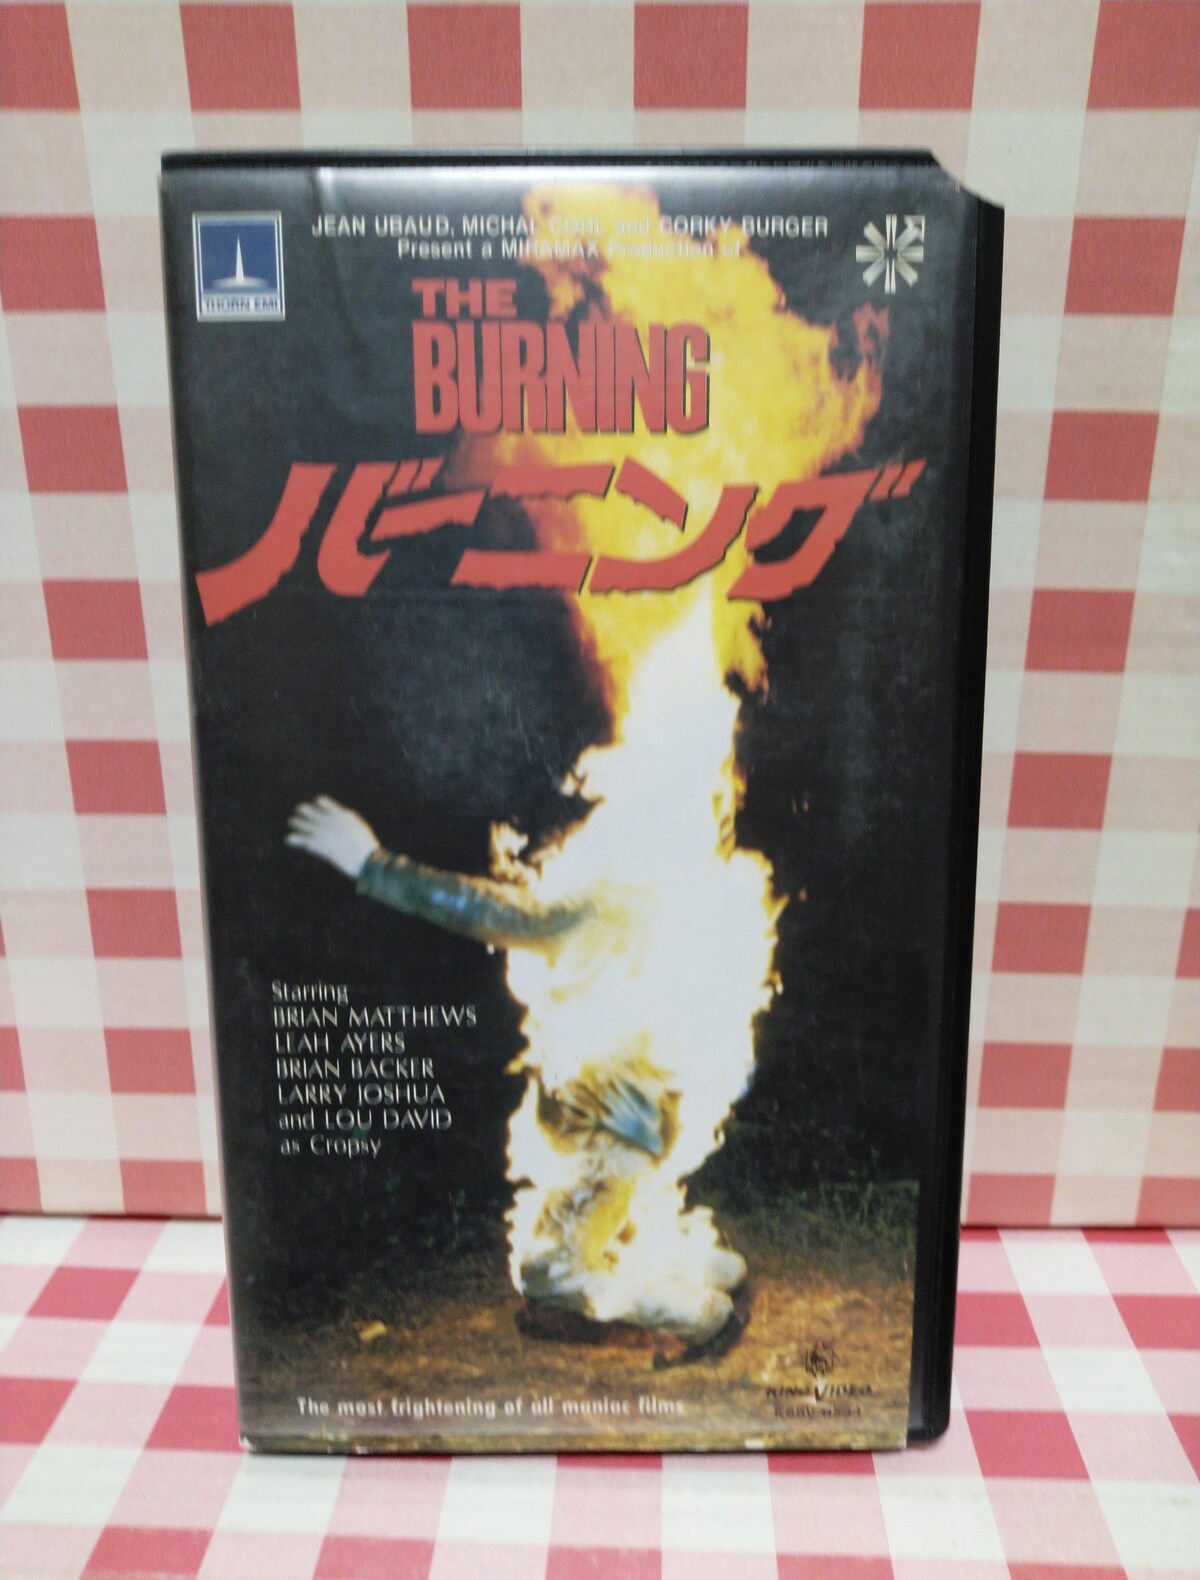 JEAN UBAUD, MICHAL COHL and CORKY BURGER
Present a MIRAMAX Production of
THORN EMI
THE
BURNING
バーニング
Starring
BRIAN MATTHEWS
LEAH AYERS
BRIAN BACKER
LARRY JOSHUA
and LOU DAVID
as Cropsy
The most frightening of all maniac films
KING VIDEO